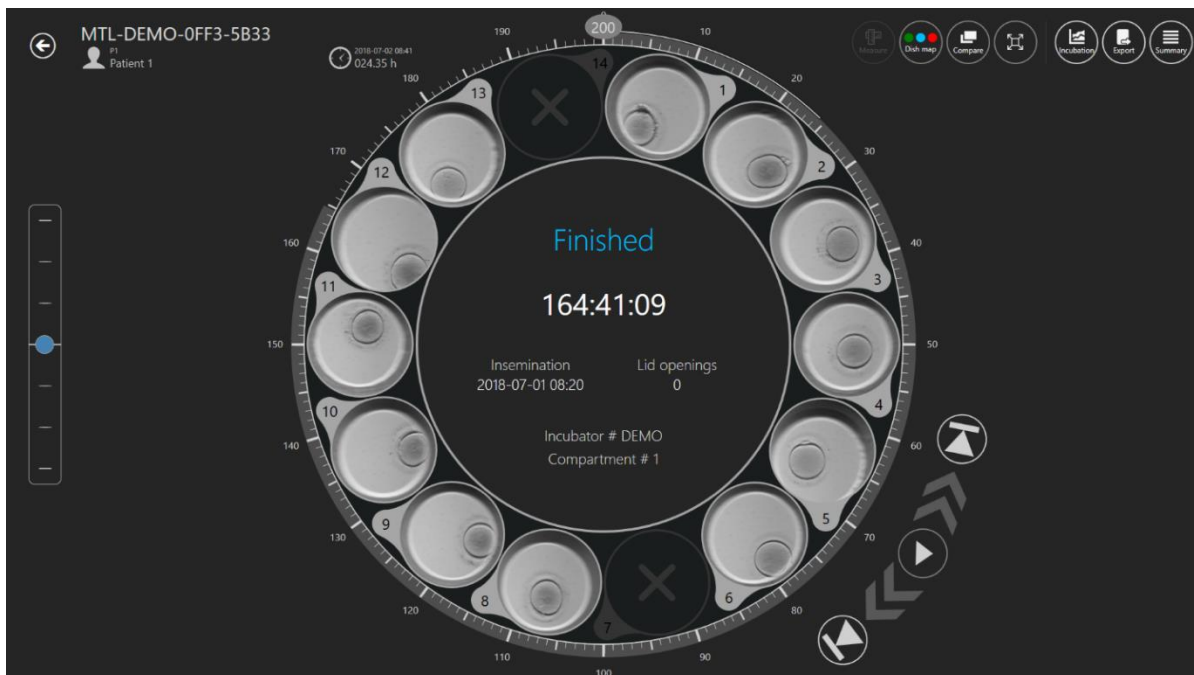 MTL-DEMO-0FF3-5B33
P1
Patient 1
2018-07-02 08:41
024.35 h
Measure
Dish map
Compare
Incubation
Export
Summary
200
10
20
30
40
50
60
70
80
90
100
110
120
130
140
150
160
170
180
190
1
2
3
4
5
6
7
8
9
10
11
12
13
14
Finished
164:41:09
Insemination
2018-07-01 08:20
Lid openings
0
Incubator # DEMO
Compartment # 1